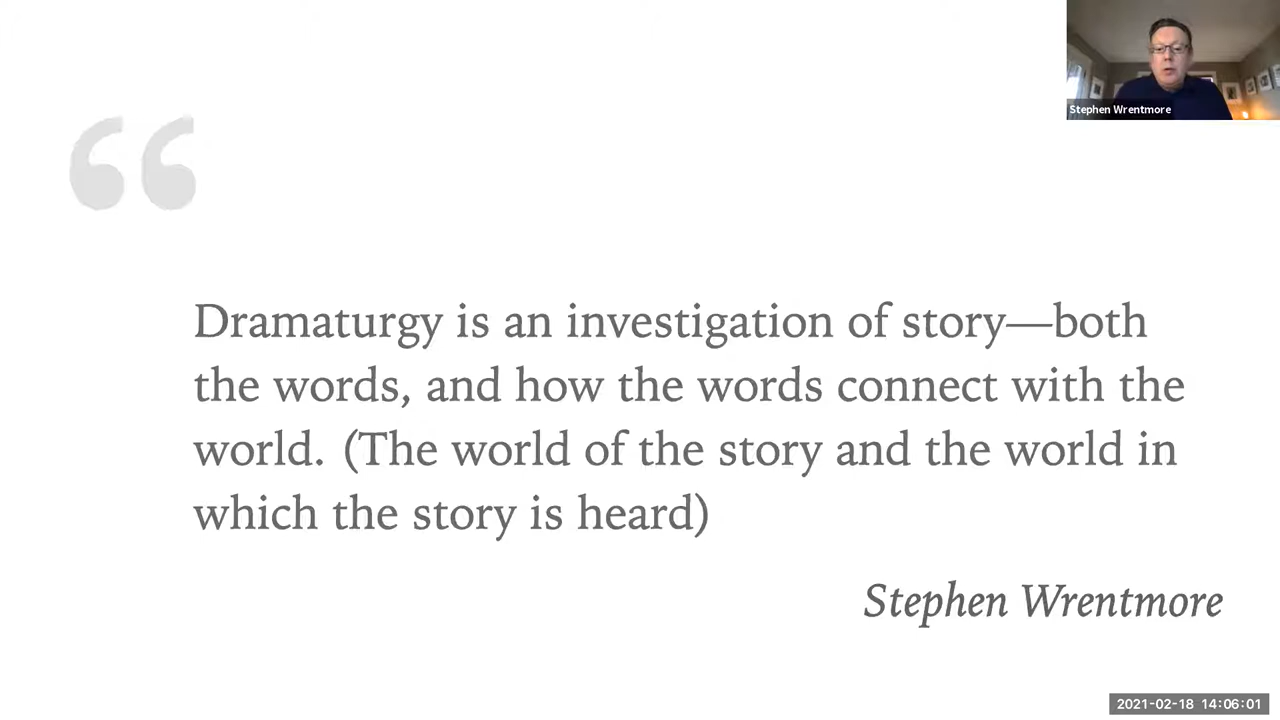 Stephen Wrentmore
“
Dramaturgy is an investigation of story—both
the words, and how the words connect with the
world. (The world of the story and the world in
which the story is heard)
Stephen Wrentmore
2021-02-18 14:06:01